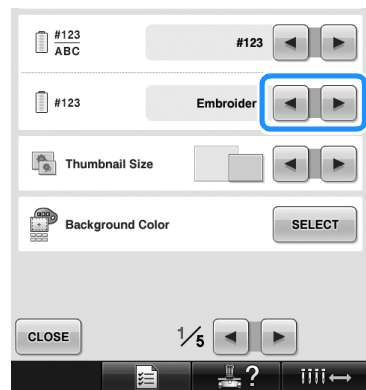 #123
ABC
#123
#123
Embroider
Thumbnail Size
Background Color
SELECT
CLOSE
1/5
?